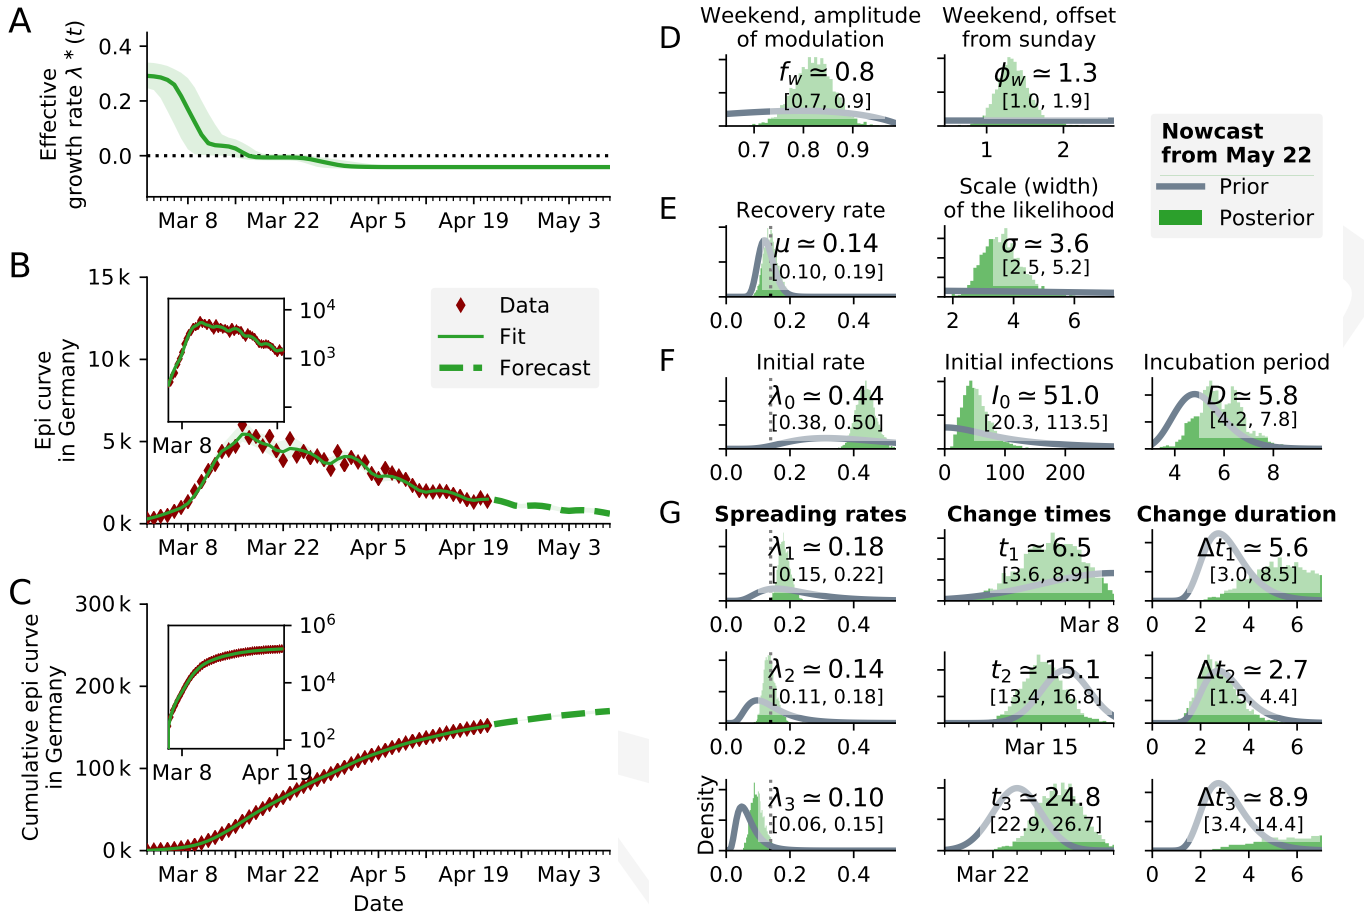 A
Effective
growth rate λ* (t)
0.4
0.2
0.0
Mar 8
Mar 22
Apr 5
Apr 19
May 3
B
Epi curve
in Germany
15 k
10 k
5 k
0 k
10⁴
10³
Mar 8
Data
Fit
Forecast
Mar 8
Mar 22
Apr 5
Apr 19
May 3
C
Cumulative epi curve
in Germany
300 k
200 k
100 k
0 k
10⁶
10⁴
10²
Mar 8
Apr 19
Mar 8
Mar 22
Apr 5
Apr 19
May 3
Date
D
Weekend, amplitude
of modulation
f_w ≃ 0.8
[0.7, 0.9]
0.7
0.8
0.9
Weekend, offset
from sunday
ϕ_w ≃ 1.3
[1.0, 1.9]
1
2
Nowcast
from May 22
Prior
Posterior
E
Recovery rate
μ ≃ 0.14
[0.10, 0.19]
0.0
0.2
0.4
Scale (width)
of the likelihood
σ ≃ 3.6
[2.5, 5.2]
2
4
6
F
Initial rate
λ₀ ≃ 0.44
[0.38, 0.50]
0.0
0.2
0.4
Initial infections
I₀ ≃ 51.0
[20.3, 113.5]
0
100
200
Incubation period
D ≃ 5.8
[4.2, 7.8]
4
6
8
G
Spreading rates
λ₁ ≃ 0.18
[0.15, 0.22]
0.0
0.2
0.4
Change times
t₁ ≃ 6.5
[3.6, 8.9]
Mar 8
Change duration
Δt₁ ≃ 5.6
[3.0, 8.5]
0
2
4
6
λ₂ ≃ 0.14
[0.11, 0.18]
0.0
0.2
0.4
t₂ ≃ 15.1
[13.4, 16.8]
Mar 15
Δt₂ ≃ 2.7
[1.5, 4.4]
0
2
4
6
Density
λ₃ ≃ 0.10
[0.06, 0.15]
0.0
0.2
0.4
t₃ ≃ 24.8
[22.9, 26.7]
Mar 22
Δt₃ ≃ 8.9
[3.4, 14.4]
0
2
4
6